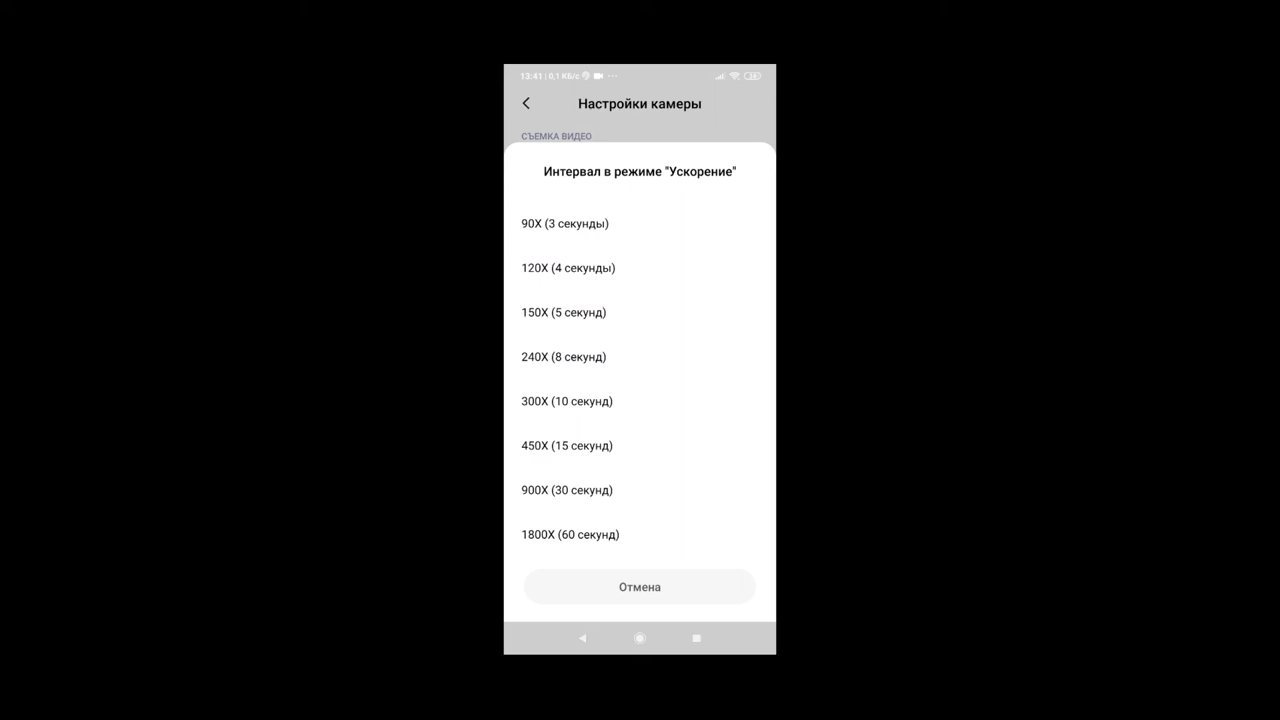 13:41 | 0,1 КБ/с ...
Настройки камеры
СЪЕМКА ВИДЕО
Интервал в режиме "Ускорение"
90X (3 секунды)
120X (4 секунды)
150X (5 секунд)
240X (8 секунд)
300X (10 секунд)
450X (15 секунд)
900X (30 секунд)
1800X (60 секунд)
Отмена